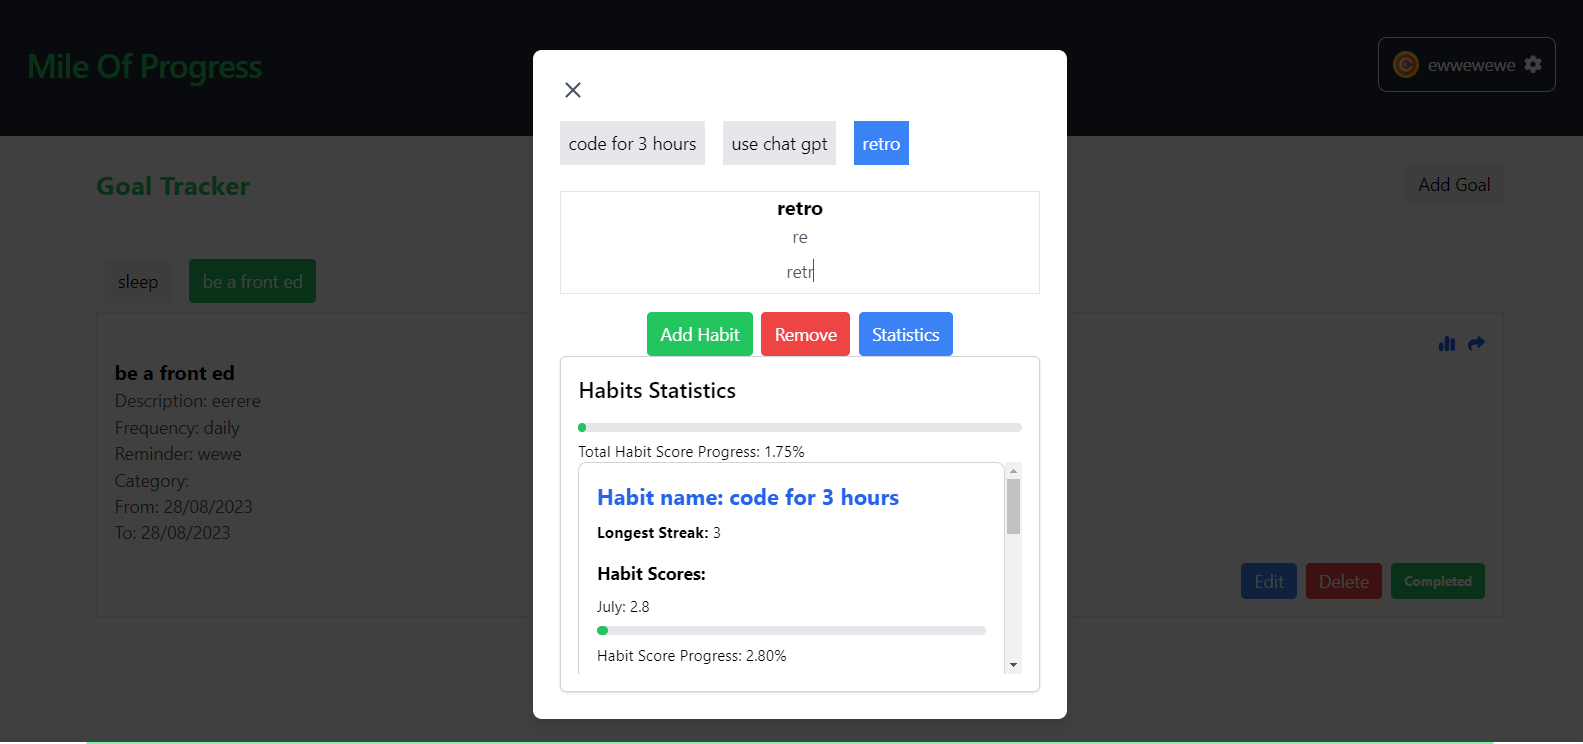 Mile Of Progress
ewwewewe
Goal Tracker
Add Goal
sleep
be a front ed
be a front ed
Description: eerere
Frequency: daily
Reminder: wewe
Category:
From: 28/08/2023
To: 28/08/2023
Edit
Delete
Completed
code for 3 hours
use chat gpt
retro
retro
re
retr
Add Habit
Remove
Statistics
Habits Statistics
Total Habit Score Progress: 1.75%
Habit name: code for 3 hours
Longest Streak: 3
Habit Scores:
July: 2.8
Habit Score Progress: 2.80%